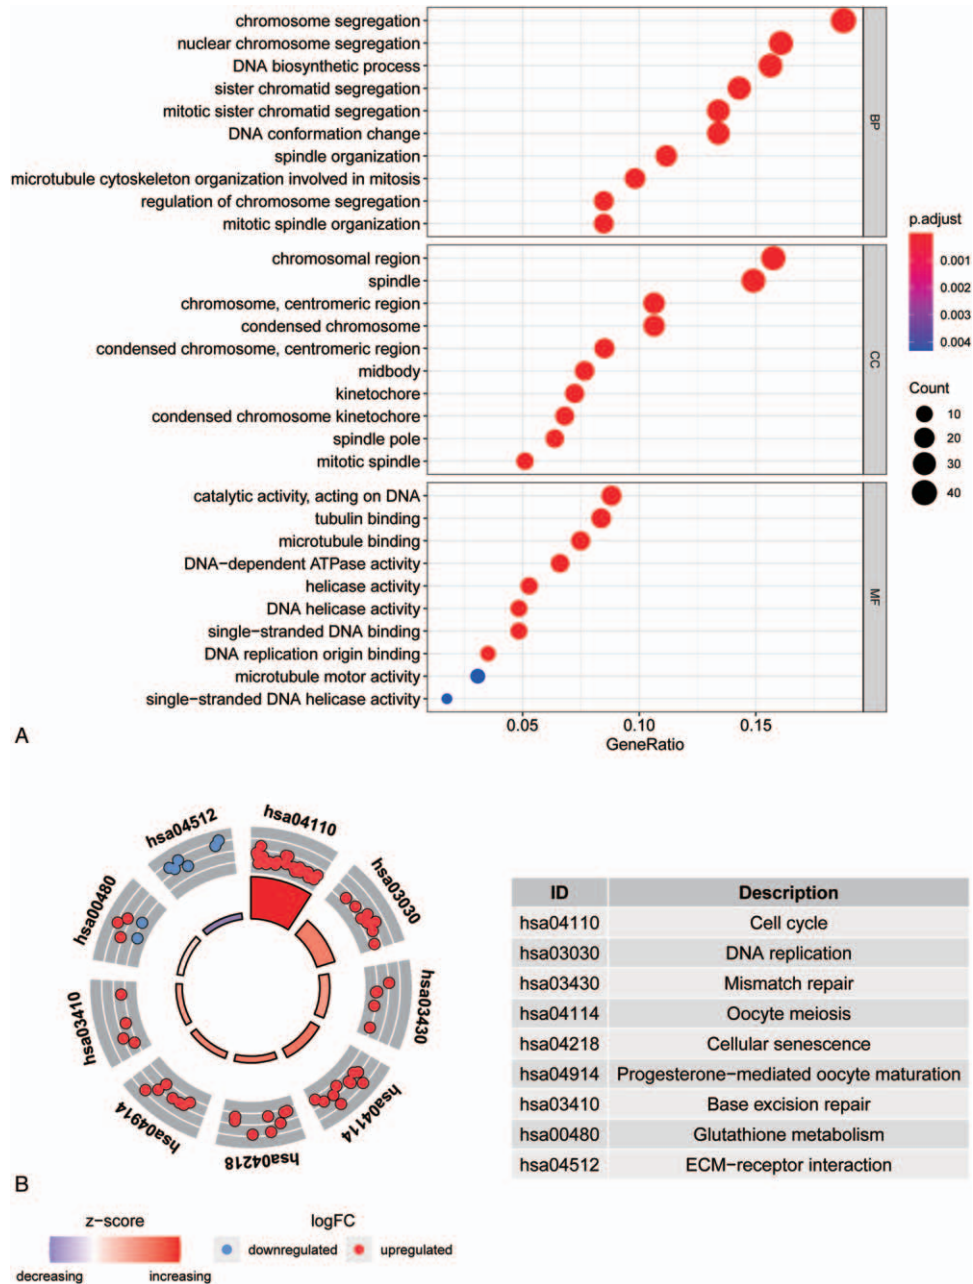 chromosome segregation
nuclear chromosome segregation
DNA biosynthetic process
sister chromatid segregation
mitotic sister chromatid segregation
DNA conformation change
spindle organization
microtubule cytoskeleton organization involved in mitosis
regulation of chromosome segregation
mitotic spindle organization
BP
chromosomal region
spindle
chromosome, centromeric region
condensed chromosome
condensed chromosome, centromeric region
midbody
kinetochore
condensed chromosome kinetochore
spindle pole
mitotic spindle
CC
catalytic activity, acting on DNA
tubulin binding
microtubule binding
DNA−dependent ATPase activity
helicase activity
DNA helicase activity
single−stranded DNA binding
DNA replication origin binding
microtubule motor activity
single−stranded DNA helicase activity
MF
0.05 0.10 0.15
GeneRatio
p.adjust
0.001
0.002
0.003
0.004
Count
10
20
30
40
A
hsa04110
hsa03030
hsa03430
hsa04114
hsa04218
hsa04914
hsa03410
hsa00480
hsa04512
ID Description
hsa04110 Cell cycle
hsa03030 DNA replication
hsa03430 Mismatch repair
hsa04114 Oocyte meiosis
hsa04218 Cellular senescence
hsa04914 Progesterone−mediated oocyte maturation
hsa03410 Base excision repair
hsa00480 Glutathione metabolism
hsa04512 ECM−receptor interaction
B
z−score
decreasing increasing
logFC
downregulated upregulated